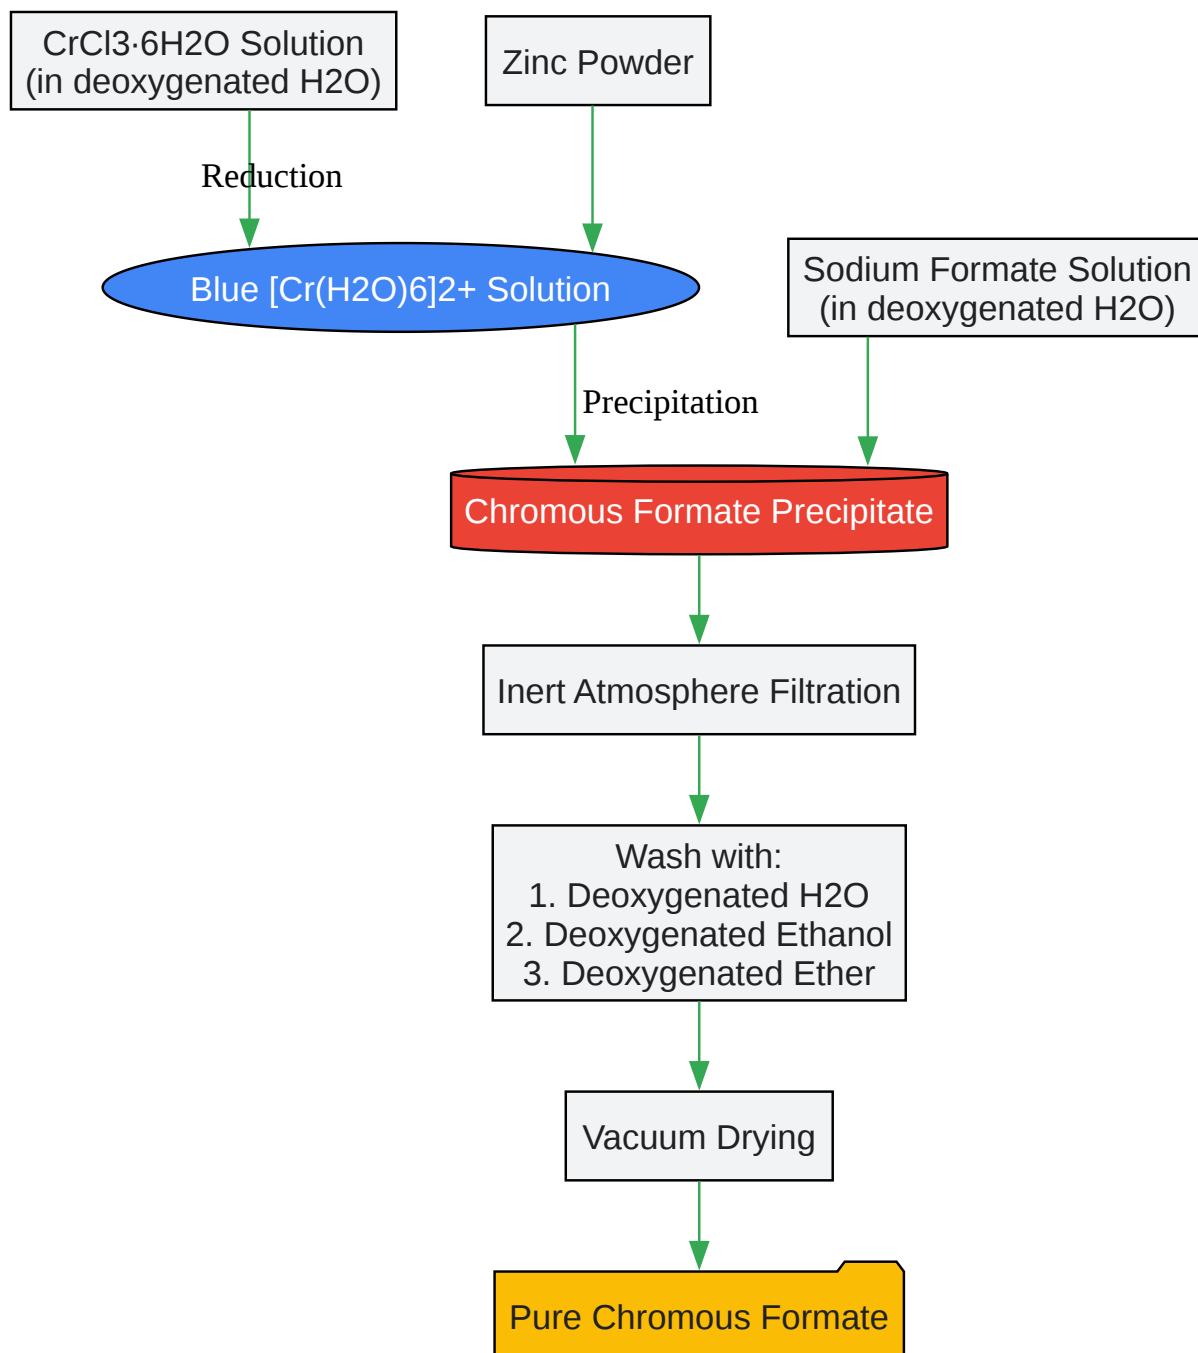 CrCl3·6H2O Solution
(in deoxygenated H2O)
Zinc Powder
Reduction
Blue [Cr(H2O)6]2+ Solution
Sodium Formate Solution
(in deoxygenated H2O)
Precipitation
Chromous Formate Precipitate
Inert Atmosphere Filtration
Wash with:
1. Deoxygenated H2O
2. Deoxygenated Ethanol
3. Deoxygenated Ether
Vacuum Drying
Pure Chromous Formate